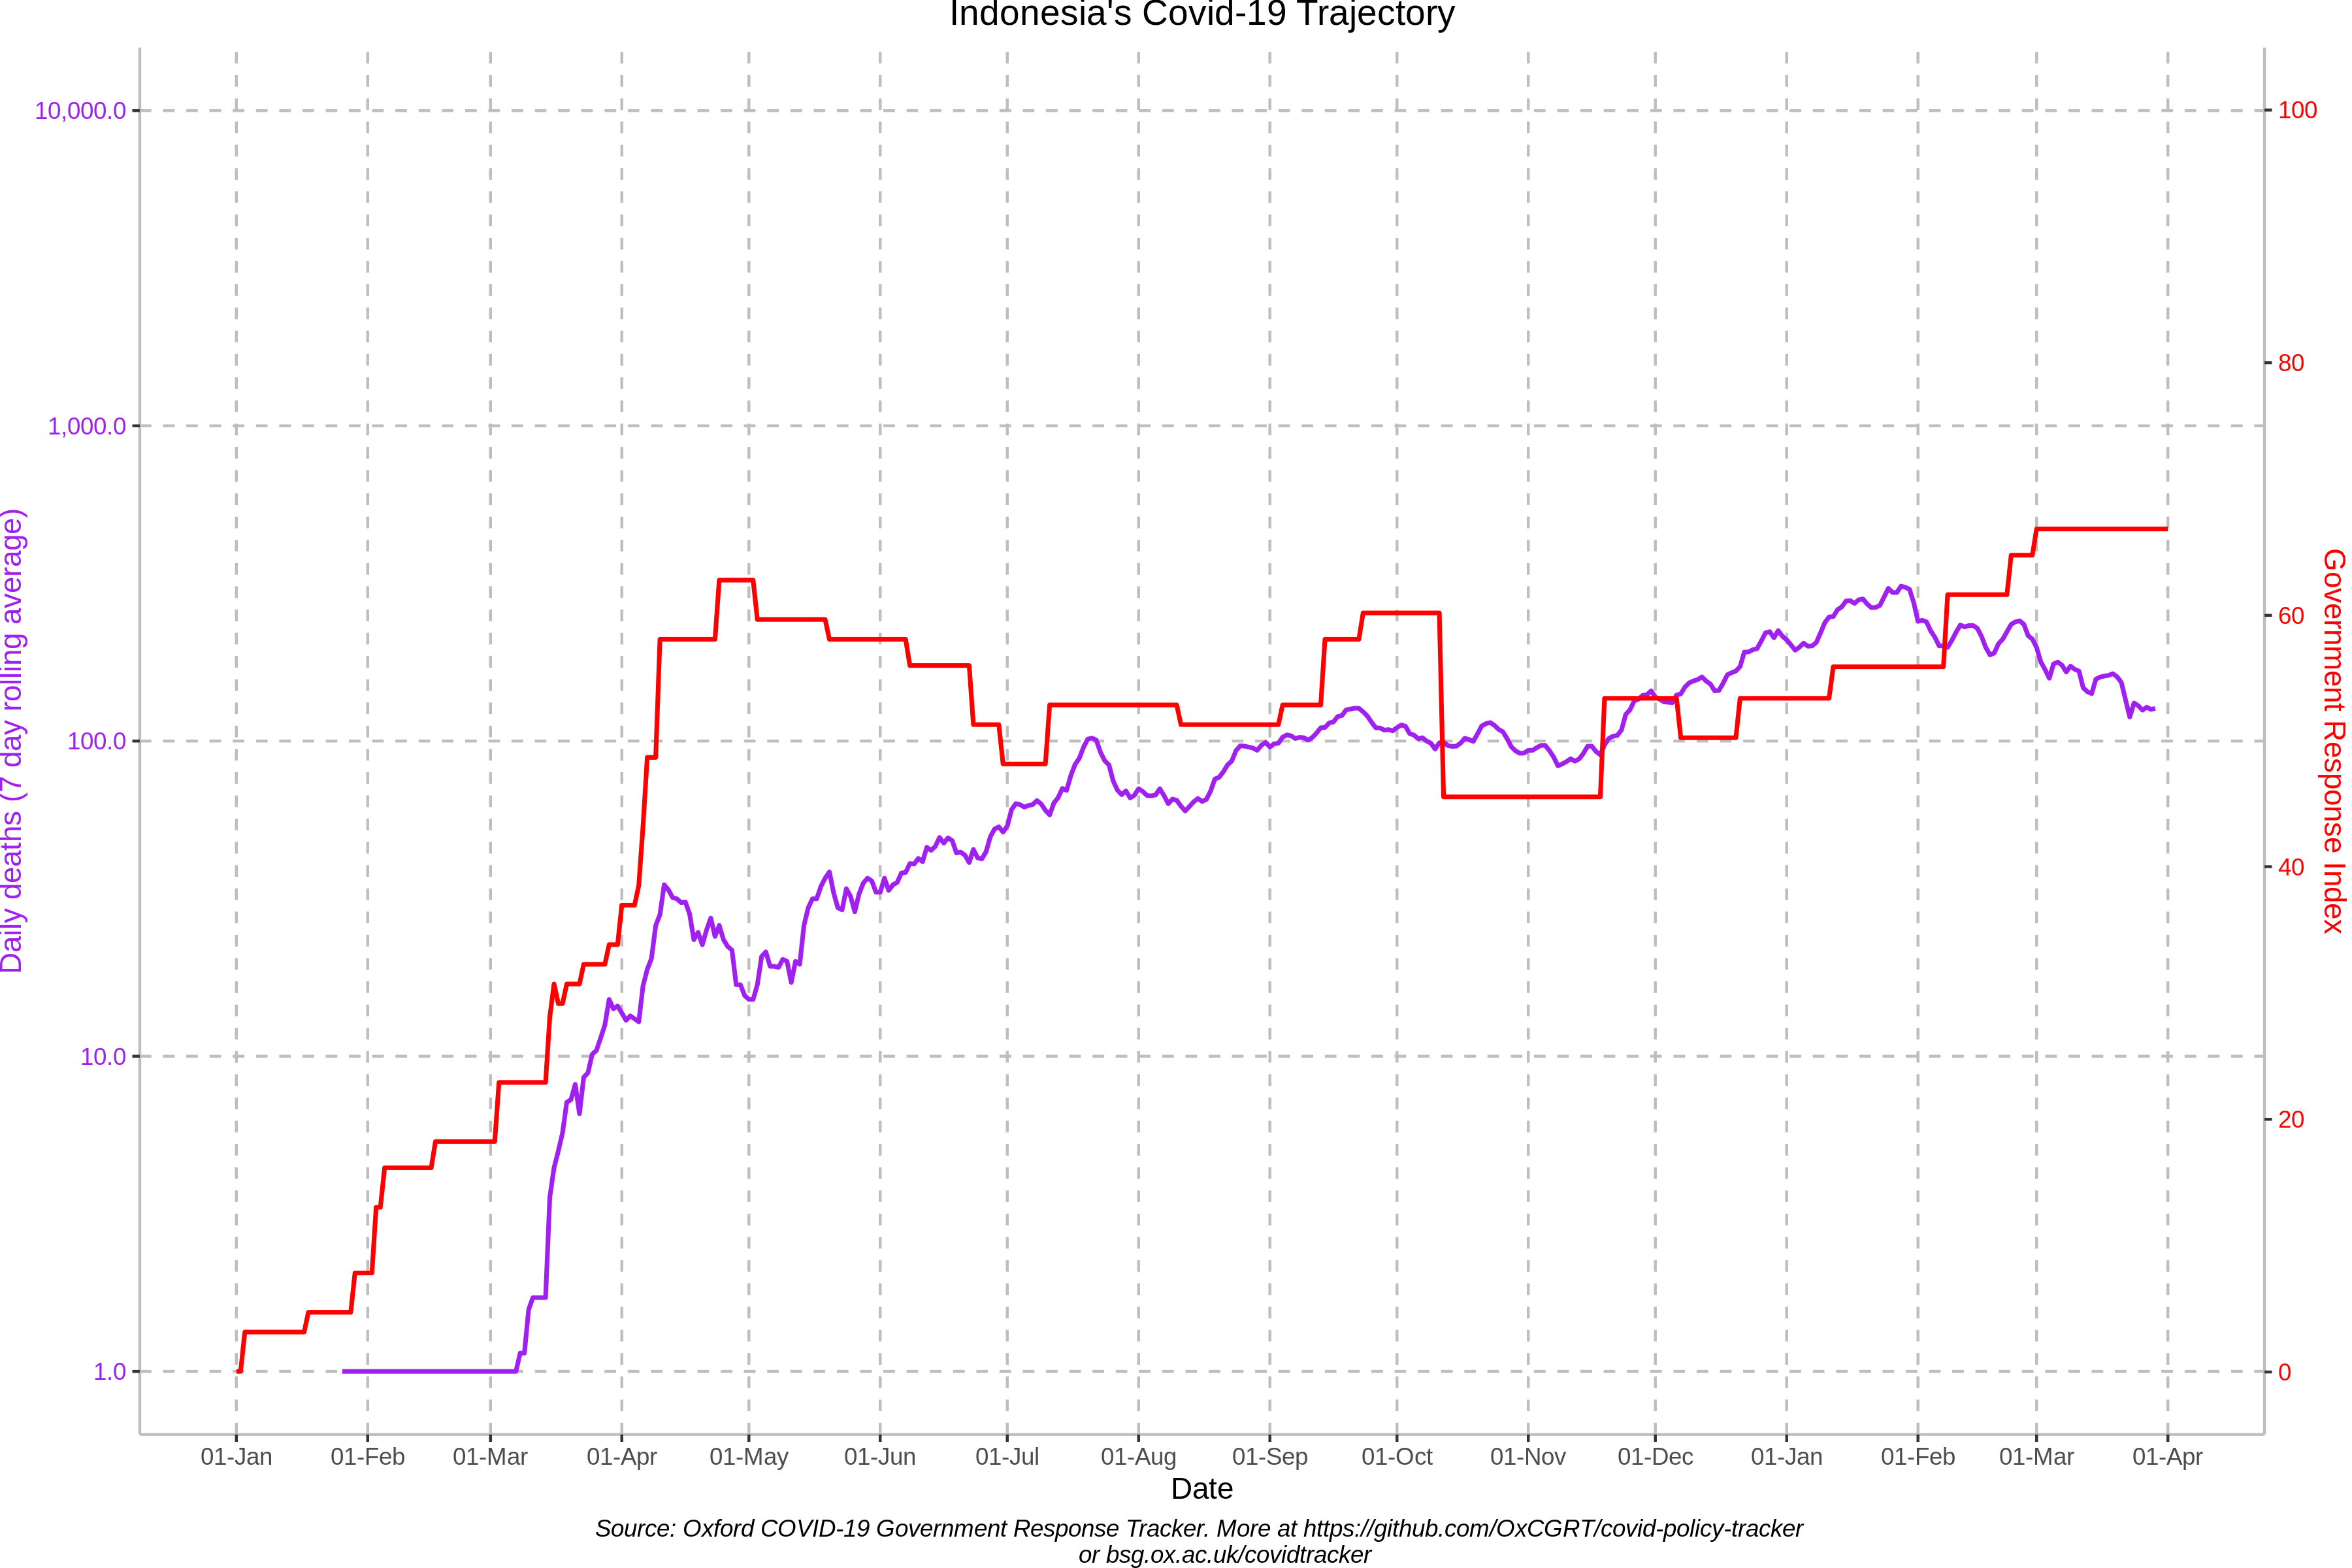 Indonesia's Covid-19 Trajectory
10,000.0
1,000.0
100.0
10.0
1.0
Daily deaths (7 day rolling average)
100
80
60
40
20
0
Government Response Index
01-Jan 01-Feb 01-Mar 01-Apr 01-May 01-Jun 01-Jul 01-Aug 01-Sep 01-Oct 01-Nov 01-Dec 01-Jan 01-Feb 01-Mar 01-Apr
Date
Source: Oxford COVID-19 Government Response Tracker. More at https://github.com/OxCGRT/covid-policy-tracker
or bsg.ox.ac.uk/covidtracker